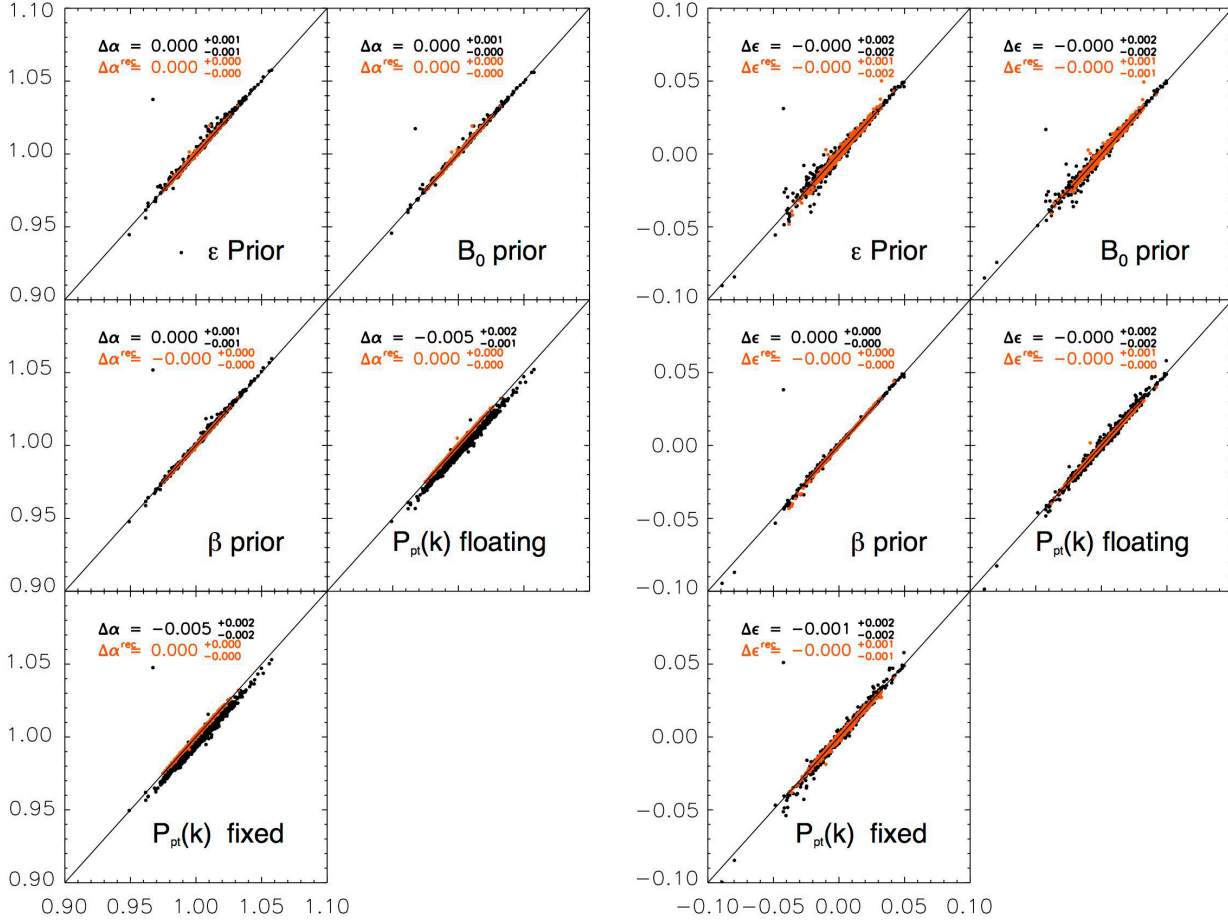 1.10
1.05
1.00
0.95
0.90
Δα = 0.000 +0.001 -0.001
Δα^rec = 0.000 +0.000 -0.000
ε Prior
Δα = 0.000 +0.001 -0.000
Δα^rec = 0.000 +0.000 -0.000
B₀ prior
1.05
1.00
0.95
0.90
Δα = 0.000 +0.001 -0.001
Δα^rec = -0.000 +0.000 -0.000
β prior
Δα = -0.005 +0.002 -0.001
Δα^rec = 0.000 +0.000 -0.000
P_pt(k) floating
1.05
1.00
0.95
0.90
Δα = -0.005 +0.002 -0.002
Δα^rec = 0.000 +0.000 -0.000
P_pt(k) fixed
0.90 0.95 1.00 1.05 1.10
0.10
0.05
0.00
-0.05
-0.10
Δε = -0.000 +0.002 -0.002
Δε^rec = -0.000 +0.001 -0.002
ε Prior
Δε = -0.000 +0.002 -0.002
Δε^rec = -0.000 +0.001 -0.001
B₀ prior
0.05
0.00
-0.05
-0.10
Δε = 0.000 +0.000 -0.000
Δε^rec = -0.000 +0.000 -0.000
β prior
Δε = -0.000 +0.002 -0.002
Δε^rec = -0.000 +0.001 -0.000
P_pt(k) floating
0.05
0.00
-0.05
-0.10
Δε = -0.001 +0.002 -0.002
Δε^rec = -0.000 +0.001 -0.001
P_pt(k) fixed
-0.10 -0.05 0.00 0.05 0.10